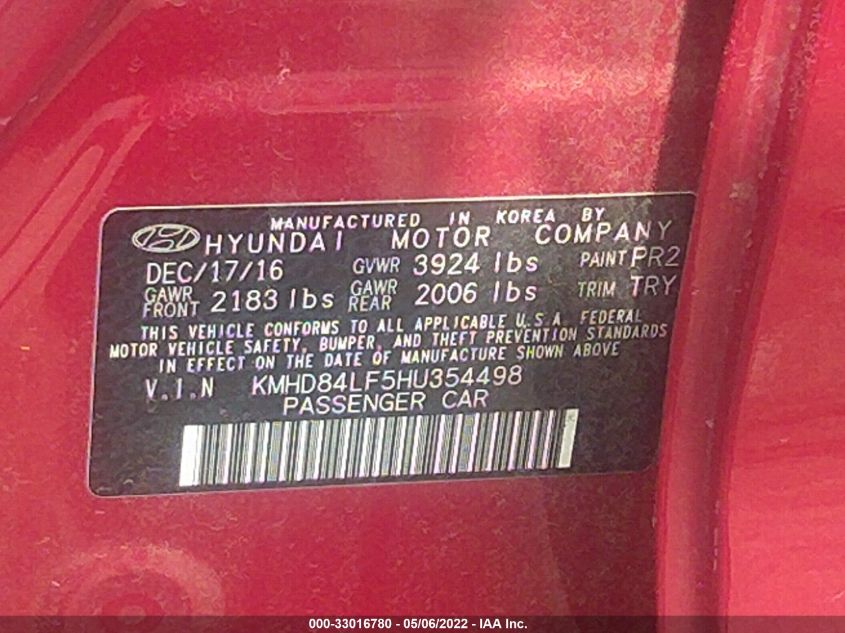 MANUFACTURED IN KOREA BY
HYUNDAI MOTOR COMPANY
DEC/17/16 GVWR 3924 lbs PAINT PR2
GAWR FRONT 2183 lbs GAWR REAR 2006 lbs TRIM TRY
THIS VEHICLE CONFORMS TO ALL APPLICABLE U.S.A. FEDERAL
MOTOR VEHICLE SAFETY, BUMPER, AND THEFT PREVENTION STANDARDS
IN EFFECT ON THE DATE OF MANUFACTURE SHOWN ABOVE
V.I.N KMHD84LF5HU354498
PASSENGER CAR
000-33016780 - 05/06/2022 - IAA Inc.